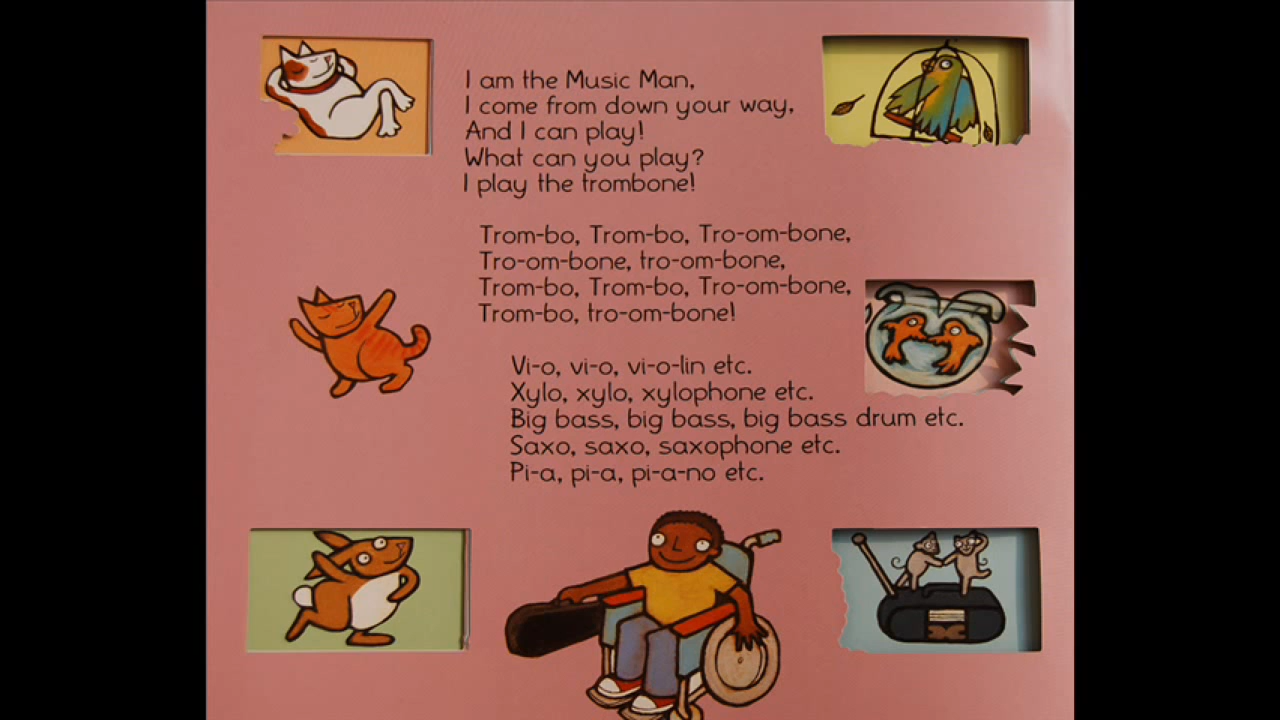 I am the Music Man,
I come from down your way,
And I can play!
What can you play?
I play the trombone!
Trom-bo, Trom-bo, Tro-om-bone,
Tro-om-bone, tro-om-bone,
Trom-bo, Trom-bo, Tro-om-bone,
Trom-bo, tro-om-bone!
Vi-o, vi-o, vi-o-lin etc.
Xylo, xylo, xylophone etc.
Big bass, big bass, big bass drum etc.
Saxo, saxo, saxophone etc.
Pi-a, pi-a, pi-a-no etc.